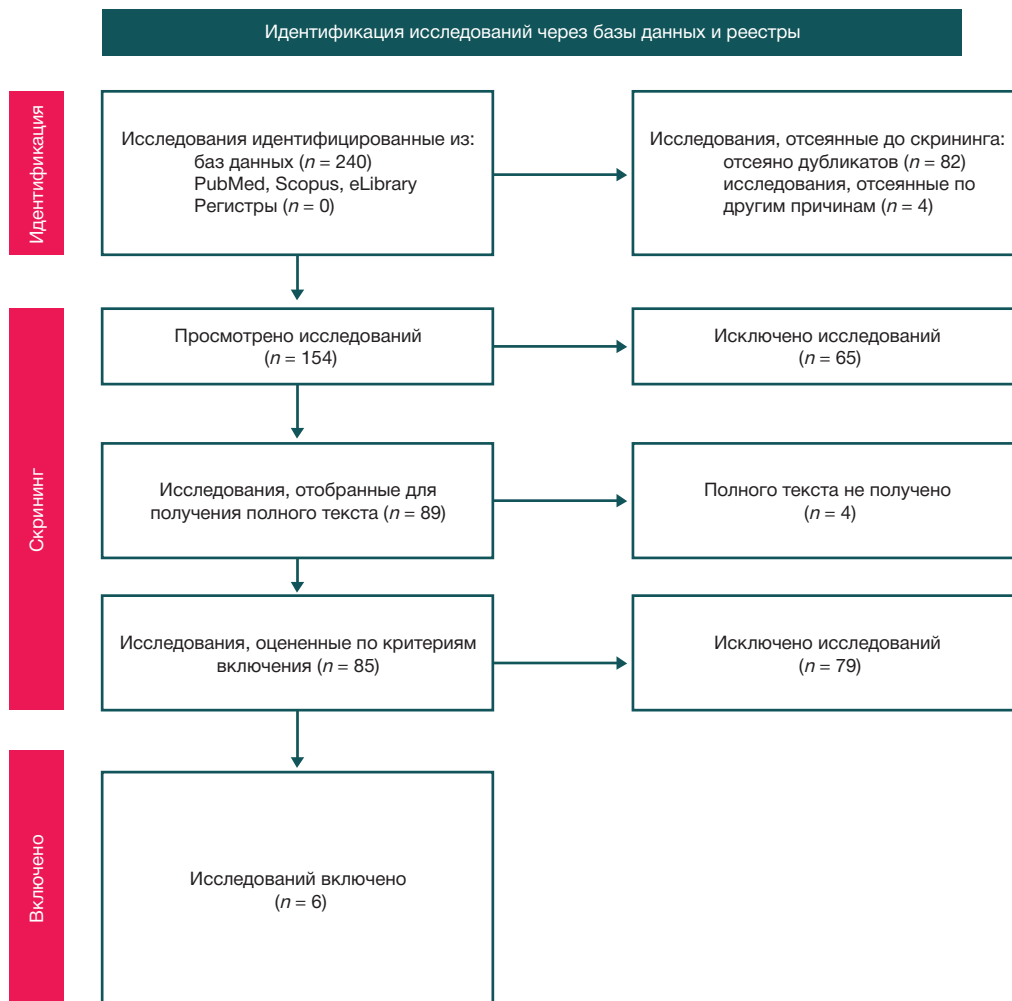 Идентификация исследований через базы данных и реестры
Идентификация
Исследования идентифицированные из:
баз данных (n = 240)
PubMed, Scopus, eLibrary
Регистры (n = 0)
Исследования, отсеянные до скрининга:
отсеяно дубликатов (n = 82)
исследования, отсеянные по
другим причинам (n = 4)
Скрининг
Просмотрено исследований
(n = 154)
Исключено исследований
(n = 65)
Исследования, отобранные для
получения полного текста (n = 89)
Полного текста не получено
(n = 4)
Исследования, оцененные по критериям
включения (n = 85)
Исключено исследований
(n = 79)
Включено
Исследований включено
(n = 6)